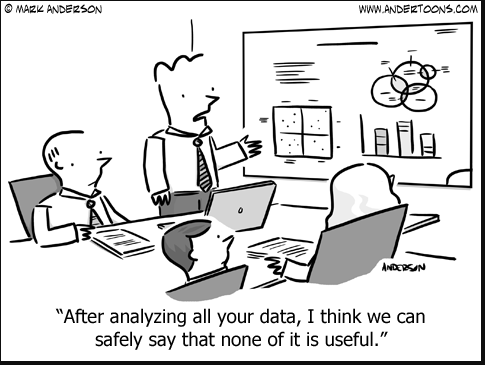 © MARK ANDERSON
WWW.ANDERTOONS.COM
ANDERSON
“After analyzing all your data, I think we can
safely say that none of it is useful.”